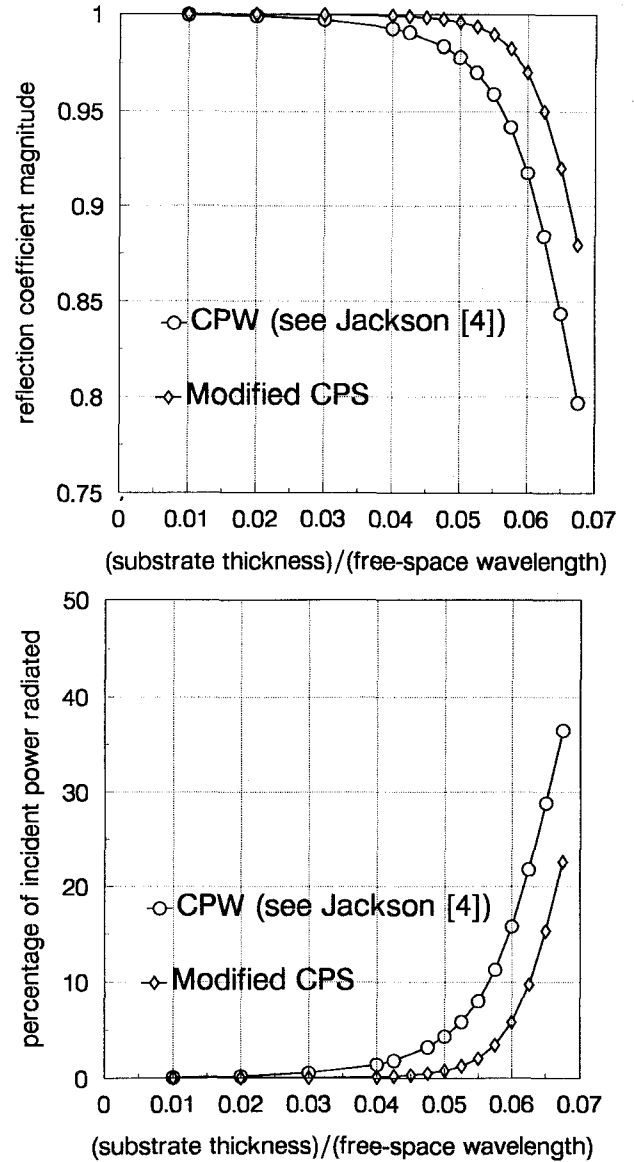 1
0.95
0.9
0.85
0.8
0.75
reflection coefficient magnitude
CPW (see Jackson [4])
Modified CPS
0 0.01 0.02 0.03 0.04 0.05 0.06 0.07
(substrate thickness)/(free-space wavelength)
50
40
30
20
10
0
percentage of incident power radiated
CPW (see Jackson [4])
Modified CPS
0 0.01 0.02 0.03 0.04 0.05 0.06 0.07
(substrate thickness)/(free-space wavelength)